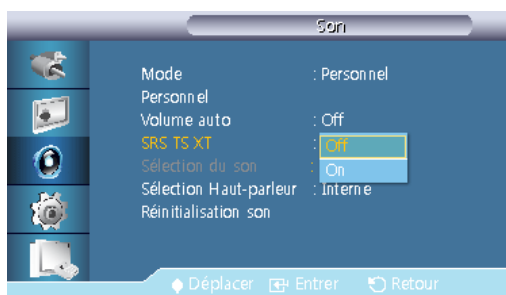 Son
Mode : Personnel
Personnel
Volume auto : Off
SRS TS XT : Off
On
Sélection du son :
Sélection Haut-parleur : Interne
Réinitialisation son
Déplacer Entrer Retour